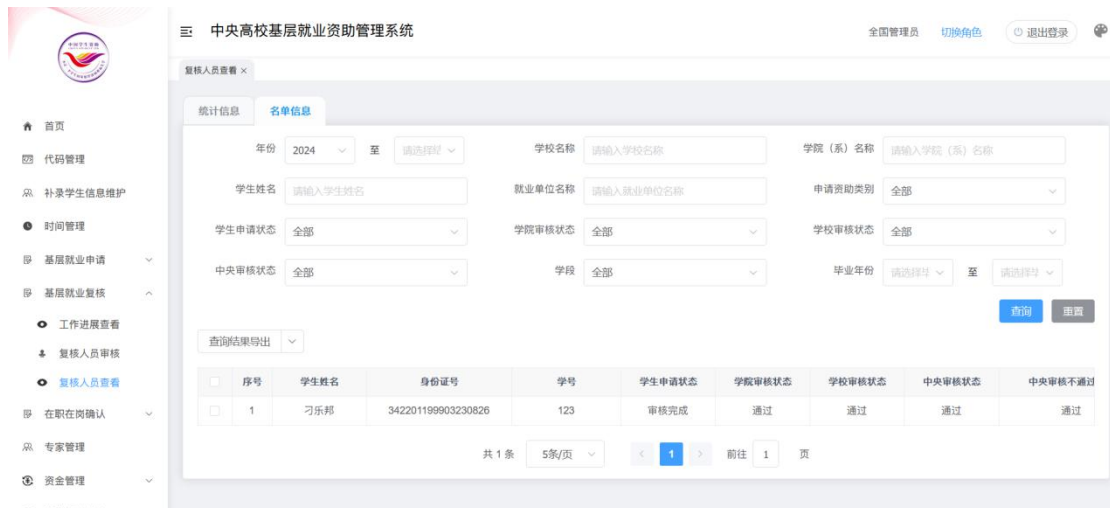 中央高校基层就业资助管理系统
全国管理员 切换角色 退出登录
复核人员查看 ×
统计信息 名单信息
首页
代码管理
补录学生信息维护
时间管理
基层就业申请
基层就业复核
工作进展查看
复核人员审核
复核人员查看
在职在岗确认
专家管理
资金管理
年份 2024 至 学校名称 请输入学校名称 学院（系）名称 请输入学院（系）名称
学生姓名 请输入学生姓名 就业单位名称 请输入就业单位名称 申请资助类别 全部
学生申请状态 全部 学院审核状态 全部 学校审核状态 全部
中央审核状态 全部 学段 全部 毕业年份 至
查询 重置
查询结果导出
序号 学生姓名 身份证号 学号 学生申请状态 学院审核状态 学校审核状态 中央审核状态 中央审核不通过
1 刁乐邦 342201199903230826 123 审核完成 通过 通过 通过 通过
共 1 条 5条/页 1 前往 1 页